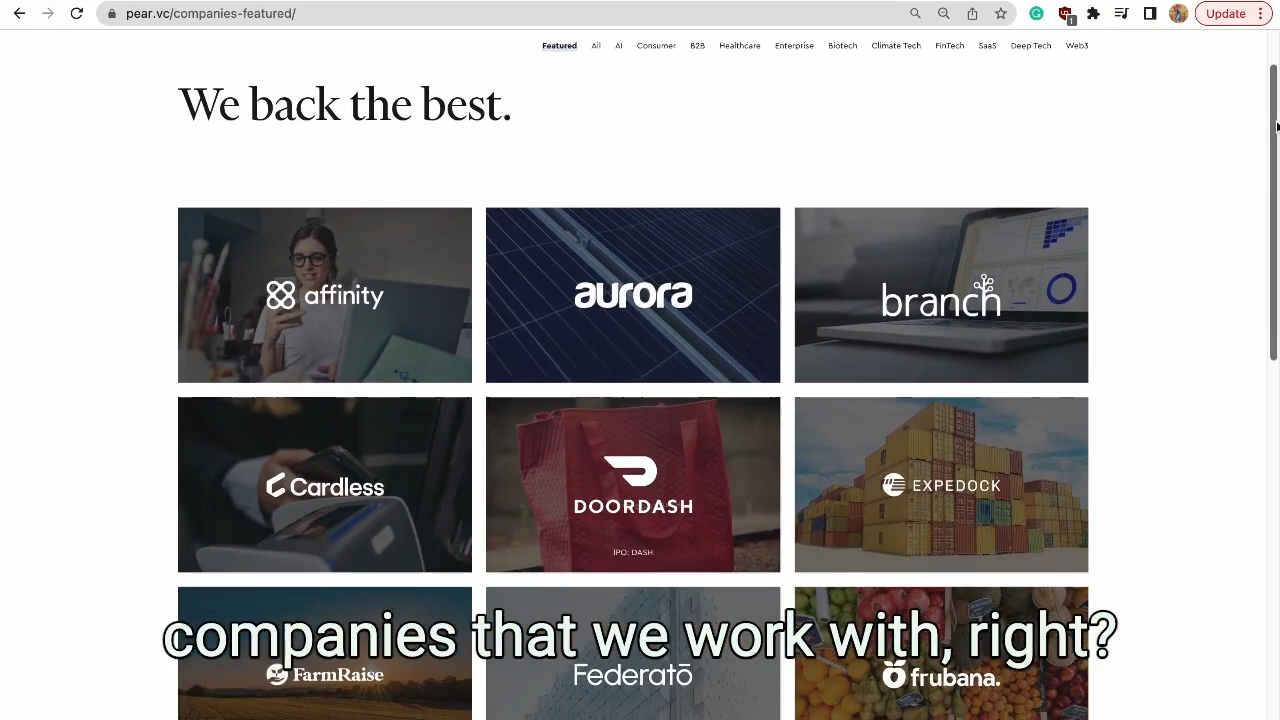 pear.vc/companies-featured/
1
Update
Featured All AI Consumer B2B Healthcare Enterprise Biotech Climate Tech FinTech SaaS Deep Tech Web3
We back the best.
affinity
aurora
branch
Cardless
DOORDASH
IPO: DASH
EXPEDOCK
companies that we work with, right?
FarmRaise
Federatō
frubana.